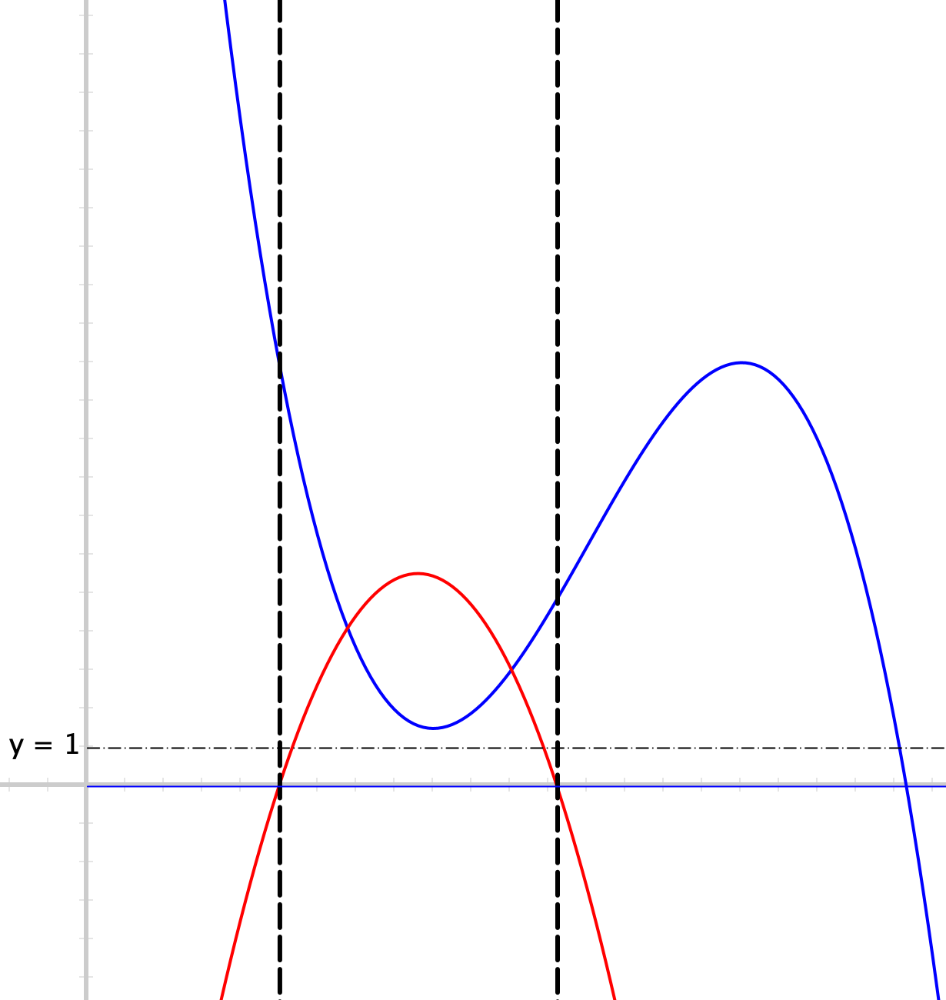 y = 1